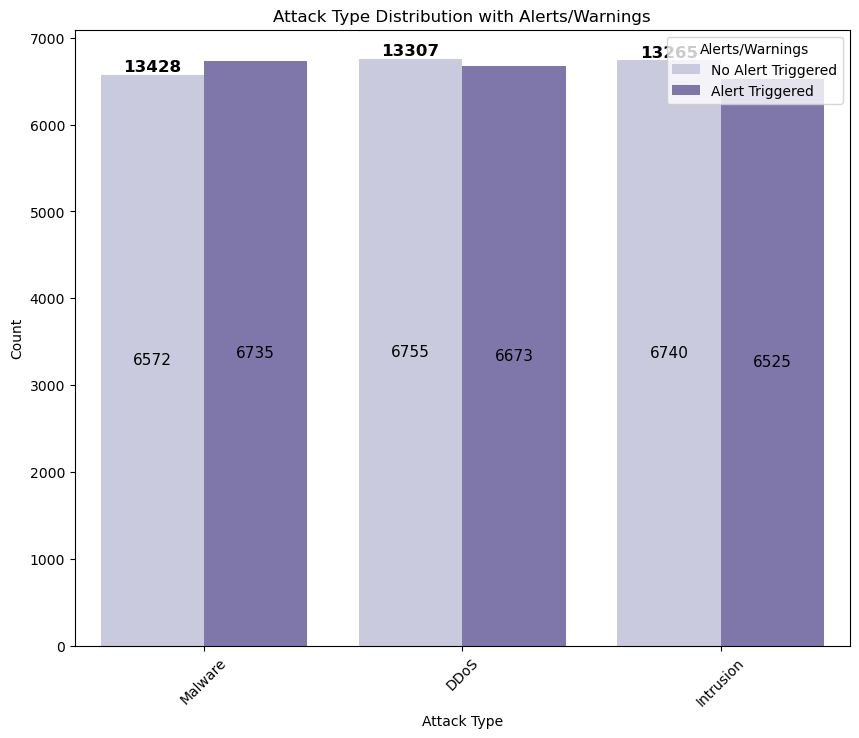 Attack Type Distribution with Alerts/Warnings
Alerts/Warnings
No Alert Triggered
Alert Triggered
13428
13307
13265
6572
6735
6755
6673
6740
6525
7000
6000
5000
4000
3000
2000
1000
0
Count
Malware
DDoS
Intrusion
Attack Type